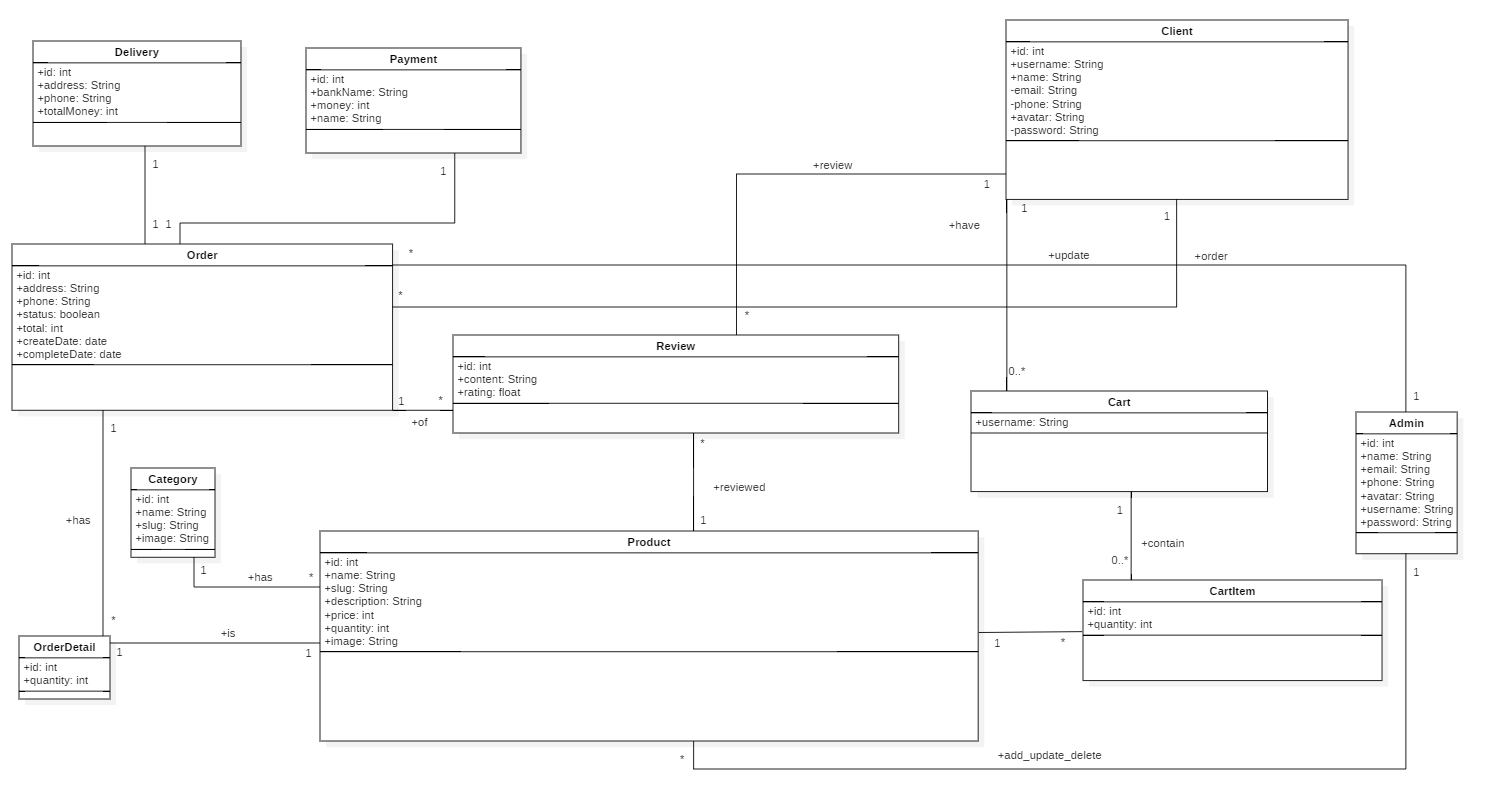 Delivery
+id: int
+address: String
+phone: String
+totalMoney: int
1
1
Payment
+id: int
+bankName: String
+money: int
+name: String
1
1
Client
+id: int
+username: String
+name: String
-email: String
-phone: String
+avatar: String
-password: String
+review
1
*
+have
1
0..*
1
+order
*
+update
*
1
Order
+id: int
+address: String
+phone: String
+status: boolean
+total: int
+createDate: date
+completeDate: date
1
*
+of
Review
+id: int
+content: String
+rating: float
*
+reviewed
1
Cart
+username: String
1
+contain
0..*
Admin
+id: int
+name: String
+email: String
+phone: String
+avatar: String
+username: String
+password: String
1
1
+has
*
Category
+id: int
+name: String
+slug: String
+image: String
1
+has
*
Product
+id: int
+name: String
+slug: String
+description: String
+price: int
+quantity: int
+image: String
CartItem
+id: int
+quantity: int
1
*
OrderDetail
+id: int
+quantity: int
+is
1
1
*
+add_update_delete